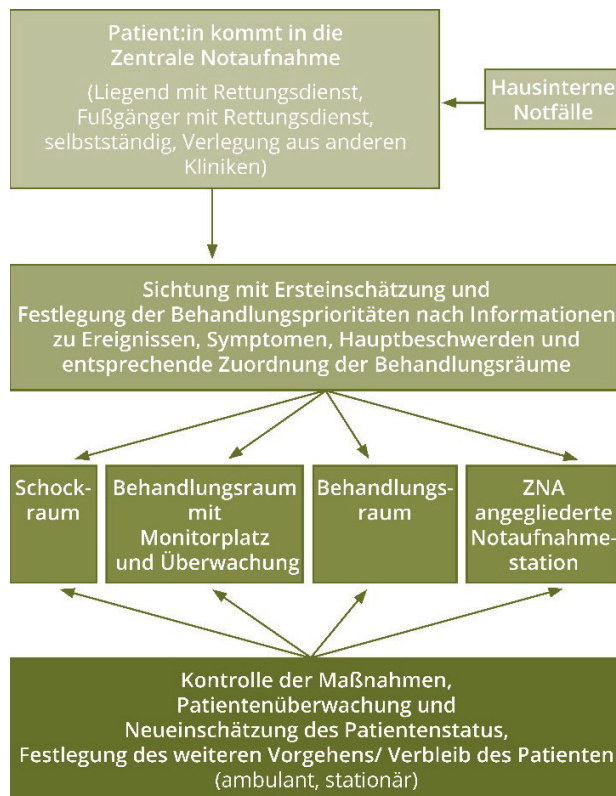 Patient:in kommt in die
Zentrale Notaufnahme
(Liegend mit Rettungsdienst,
Fußgänger mit Rettungsdienst,
selbstständig, Verlegung aus anderen
Kliniken)
Hausinterne
Notfälle
Sichtung mit Ersteinschätzung und
Festlegung der Behandlungsprioritäten nach Informationen
zu Ereignissen, Symptomen, Hauptbeschwerden und
entsprechende Zuordnung der Behandlungsräume
Schock-
raum
Behandlungsraum
mit
Monitorplatz
und Überwachung
Behandlungs-
raum
ZNA
angegliederte
Notaufnahme-
station
Kontrolle der Maßnahmen,
Patientenüberwachung und
Neueinschätzung des Patientenstatus,
Festlegung des weiteren Vorgehens/ Verbleib des Patienten
(ambulant, stationär)